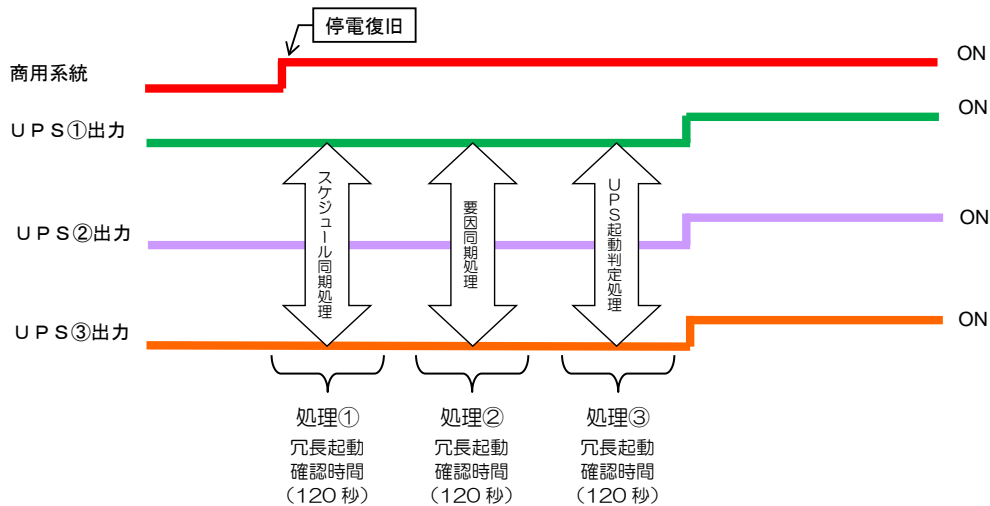 停電復旧
商用系統
ON
UPS①出力
ON
UPS②出力
ON
UPS③出力
ON
スケジュール同期処理
要因同期処理
UPS起動判定処理
処理①
冗長起動
確認時間
（120 秒）
処理②
冗長起動
確認時間
（120 秒）
処理③
冗長起動
確認時間
（120 秒）